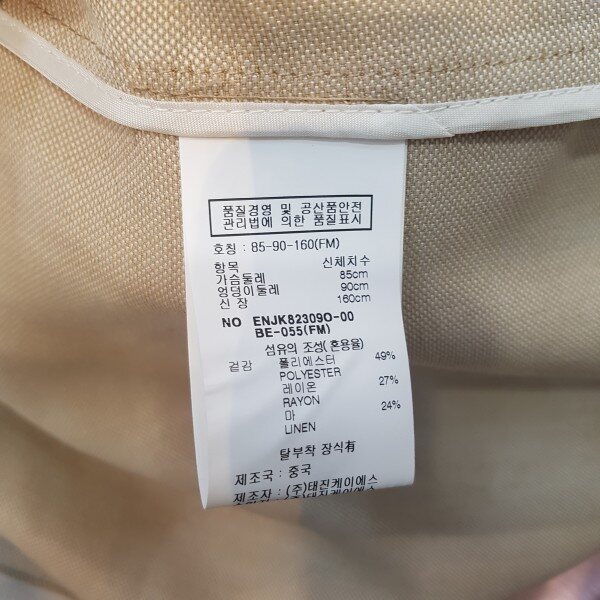 품질경영 및 공산품안전
관리법에 의한 품질표시
호칭 : 85-90-160(FM)
항목 신체치수
가슴둘레 85cm
엉덩이둘레 90cm
신 장 160cm
NO ENJK82309O-00
BE-055(FM)
섬유의 조성(혼용율)
겉감 폴리에스터 49%
POLYESTER
레이온 27%
RAYON
마 24%
LINEN
탈부착 장식有
제조국 : 중국
제조자 : (주)태진케이에스